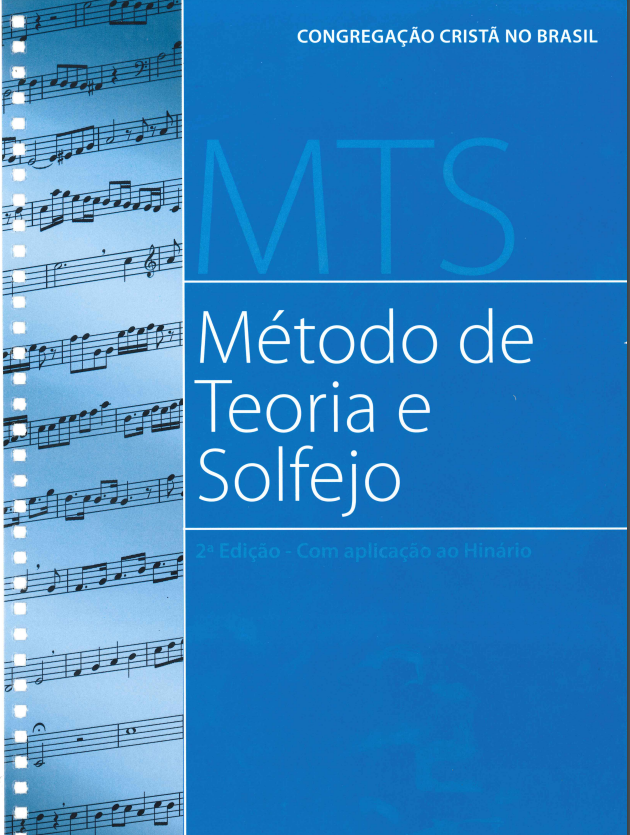 CONGREGAÇÃO CRISTÃ NO BRASIL
MTS
Método de
Teoria e
Solfejo
2ª Edição - Com aplicação ao Hinário